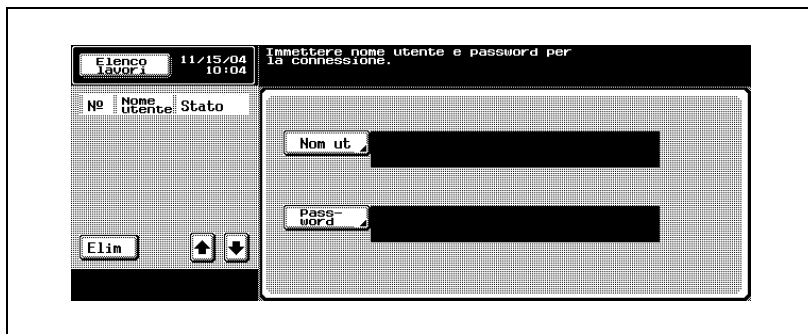 Elenco
lavori
11/15/04
10:04
Immettere nome utente e password per
la connessione.
Nº Nome
utente Stato
Nom ut
Pass-
word
Elim